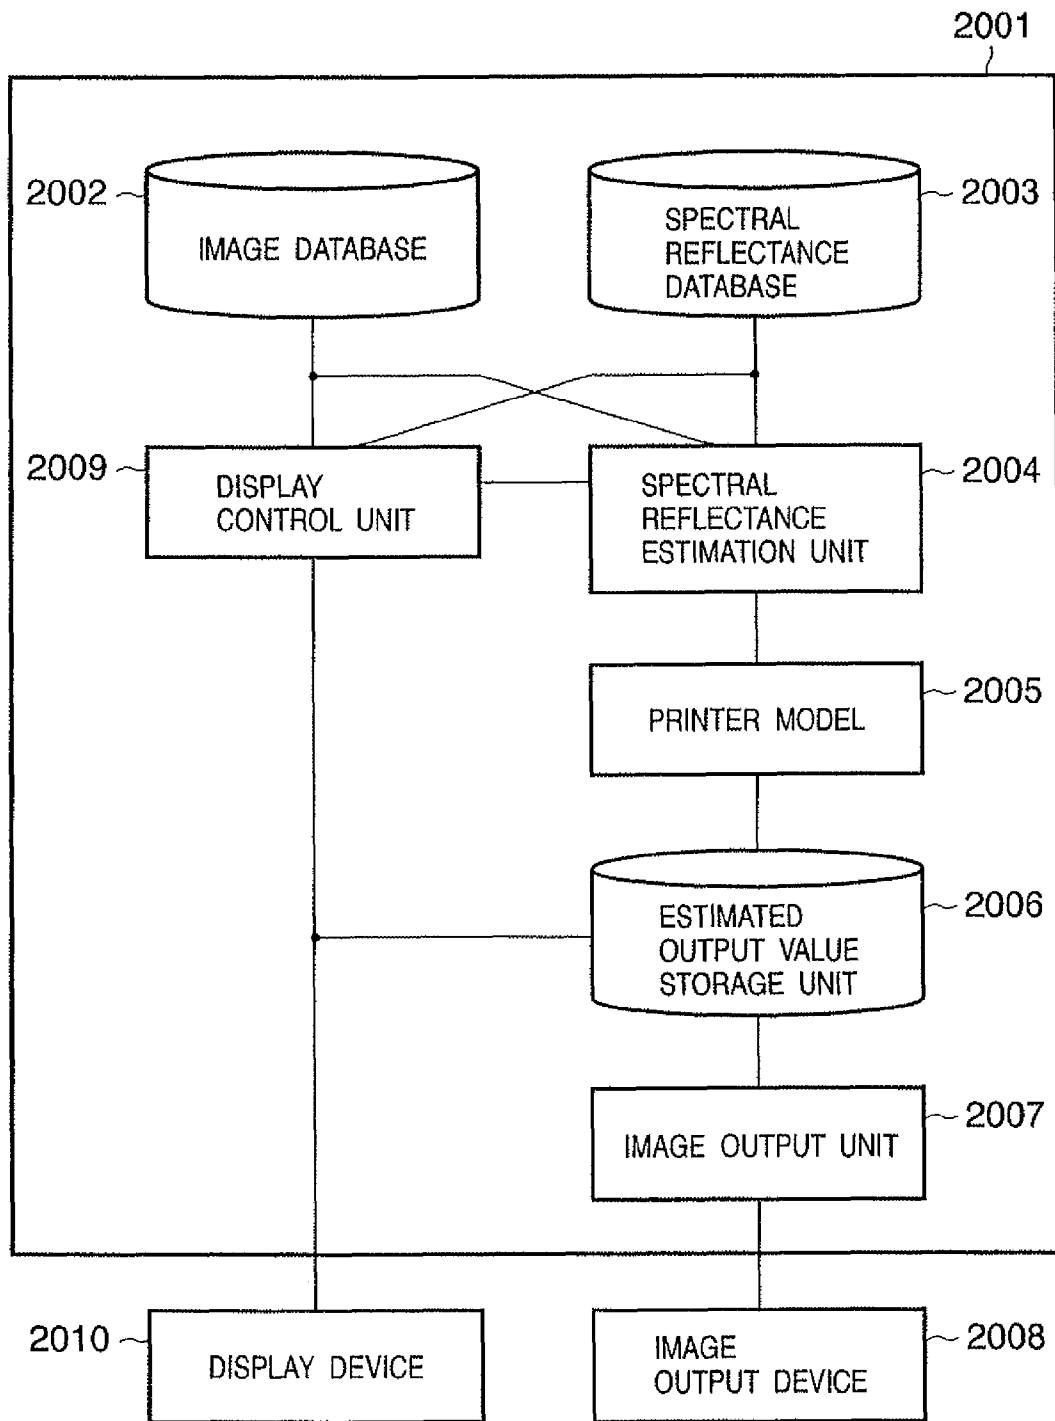 2001
2002
IMAGE DATABASE
2003
SPECTRAL
REFLECTANCE
DATABASE
2009
DISPLAY
CONTROL UNIT
2004
SPECTRAL
REFLECTANCE
ESTIMATION UNIT
2005
PRINTER MODEL
2006
ESTIMATED
OUTPUT VALUE
STORAGE UNIT
2007
IMAGE OUTPUT UNIT
2010
DISPLAY DEVICE
2008
IMAGE
OUTPUT DEVICE